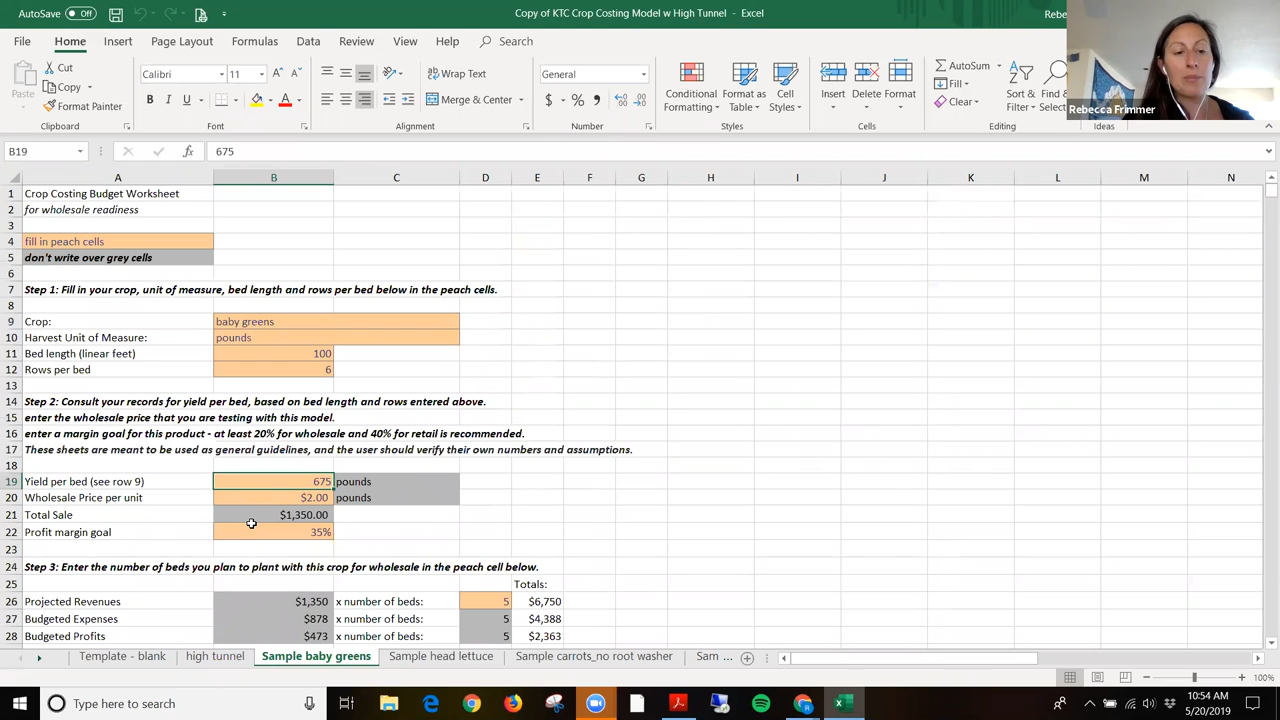 AutoSave Off
Copy of KTC Crop Costing Model w High Tunnel - Excel
Rebe
File Home Insert Page Layout Formulas Data Review View Help Search
Paste
Cut
Copy
Format Painter
Clipboard
Calibri 11
B I U
Font
Wrap Text
Merge & Center
Alignment
General
$ % ,
Number
Conditional Formatting
Format as Table
Cell Styles
Styles
Insert Delete Format
Cells
AutoSum
Fill
Clear
Sort & Filter
Find & Select
Editing
Ideas
Rebecca Frimmer
B19 fx 675
A B C D E F G H I J K L M N
1 Crop Costing Budget Worksheet
2 for wholesale readiness
3
4 fill in peach cells
5 don't write over grey cells
6
7 Step 1: Fill in your crop, unit of measure, bed length and rows per bed below in the peach cells.
8
9 Crop: baby greens
10 Harvest Unit of Measure: pounds
11 Bed length (linear feet) 100
12 Rows per bed 6
13
14 Step 2: Consult your records for yield per bed, based on bed length and rows entered above.
15 enter the wholesale price that you are testing with this model.
16 enter a margin goal for this product - at least 20% for wholesale and 40% for retail is recommended.
17 These sheets are meant to be used as general guidelines, and the user should verify their own numbers and assumptions.
18
19 Yield per bed (see row 9) 675 pounds
20 Wholesale Price per unit $2.00 pounds
21 Total Sale $1,350.00
22 Profit margin goal 35%
23
24 Step 3: Enter the number of beds you plan to plant with this crop for wholesale in the peach cell below.
25 Totals:
26 Projected Revenues $1,350 x number of beds: 5 $6,750
27 Budgeted Expenses $878 x number of beds: 5 $4,388
28 Budgeted Profits $473 x number of beds: 5 $2,363
Template - blank high tunnel Sample baby greens Sample head lettuce Sample carrots_no root washer Sam ...
100%
Type here to search
10:54 AM
5/20/2019